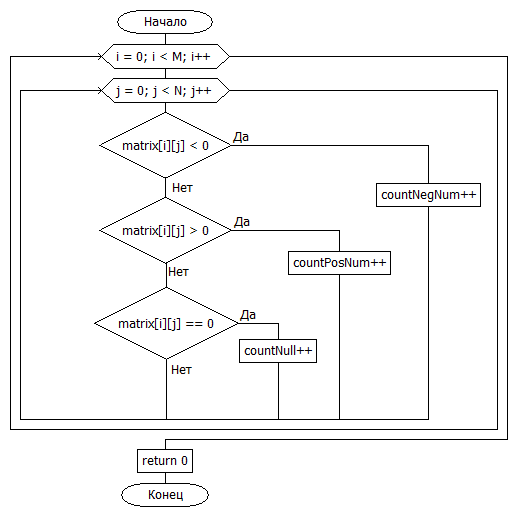 Начало
i = 0; i < M; i++
j = 0; j < N; j++
Да
matrix[i][j] < 0
Нет
countNegNum++
Да
matrix[i][j] > 0
countPosNum++
Нет
Да
matrix[i][j] == 0
countNull++
Нет
return 0
Конец